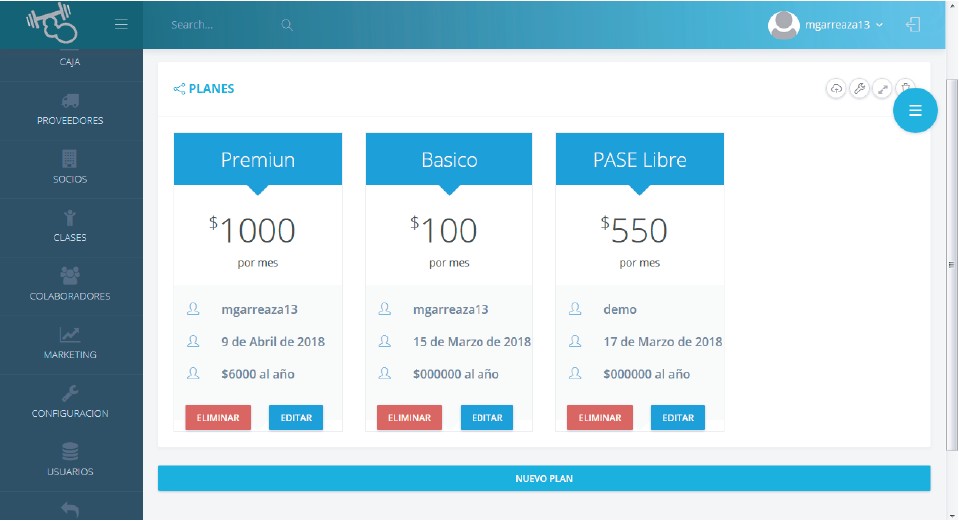 Search...
mgarreaza13
CAJA
PROVEEDORES
SOCIOS
CLASES
COLABORADORES
MARKETING
CONFIGURACION
USUARIOS
PLANES
Premiun
$1000
por mes
mgarreaza13
9 de Abril de 2018
$6000 al año
ELIMINAR EDITAR
Basico
$100
por mes
mgarreaza13
15 de Marzo de 2018
$000000 al año
ELIMINAR EDITAR
PASE Libre
$550
por mes
demo
17 de Marzo de 2018
$000000 al año
ELIMINAR EDITAR
NUEVO PLAN